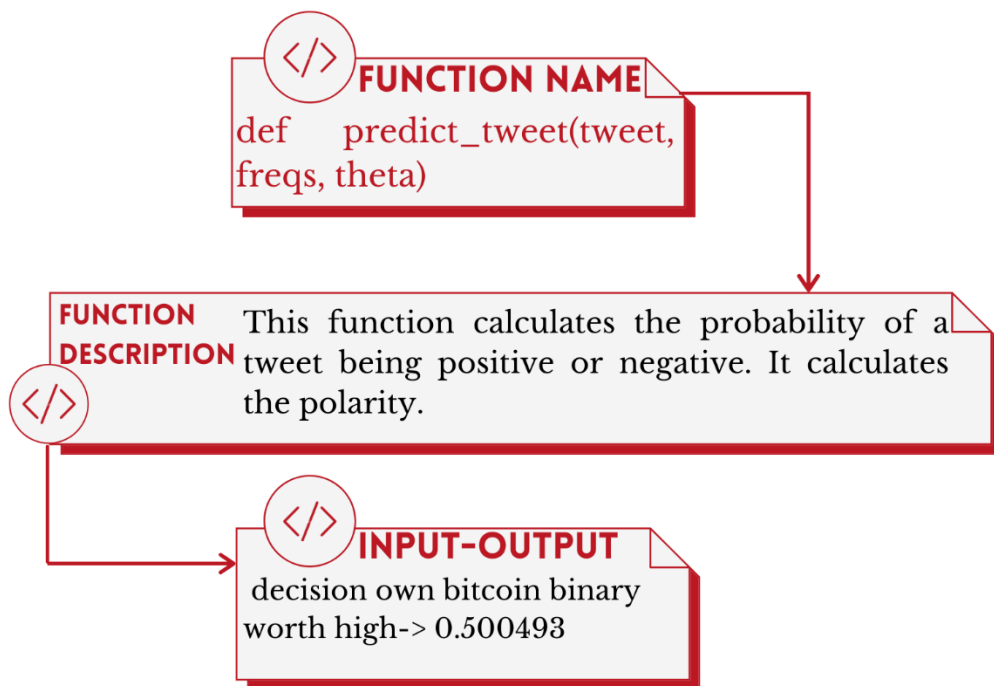 </>
FUNCTION NAME
def predict_tweet(tweet,
freqs, theta)
FUNCTION
DESCRIPTION
This function calculates the probability of a
tweet being positive or negative. It calculates
the polarity.
</>
</>
INPUT-OUTPUT
decision own bitcoin binary
worth high-> 0.500493